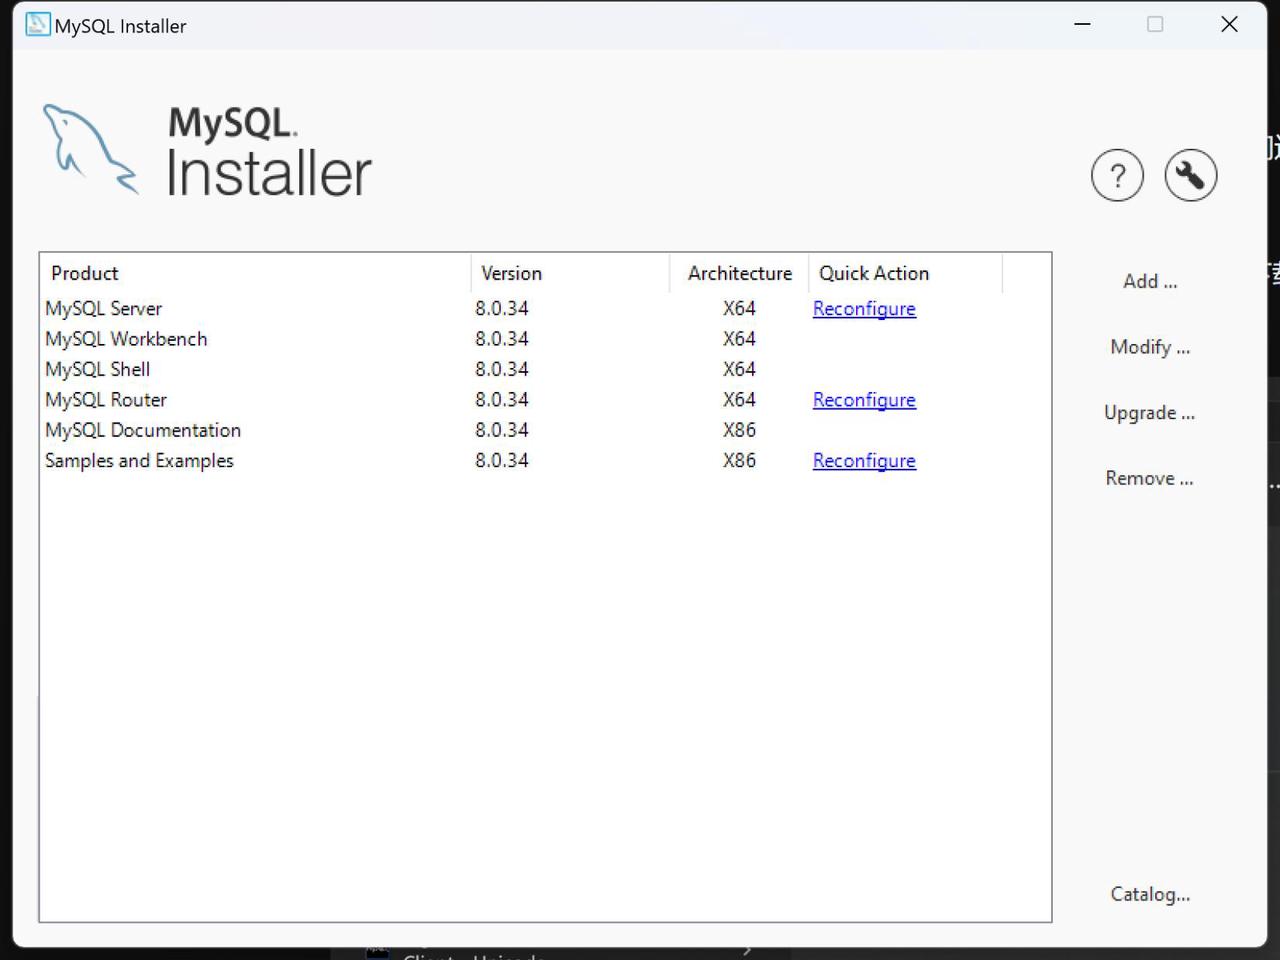 MySQL Installer
MySQL.
Installer
?
Product Version Architecture Quick Action
MySQL Server 8.0.34 X64 Reconfigure
MySQL Workbench 8.0.34 X64
MySQL Shell 8.0.34 X64
MySQL Router 8.0.34 X64 Reconfigure
MySQL Documentation 8.0.34 X86
Samples and Examples 8.0.34 X86 Reconfigure
Add ...
Modify ...
Upgrade ...
Remove ...
Catalog...